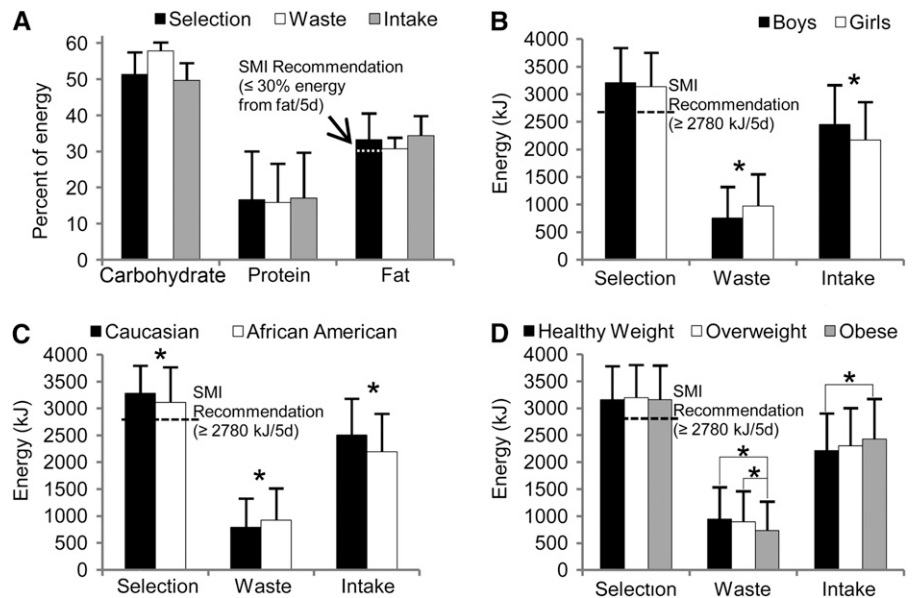 A
Selection Waste Intake
60
50
40
30
20
10
0
Percent of energy
SMI Recommendation
(≤ 30% energy
from fat/5d)
Carbohydrate Protein Fat
B
Boys Girls
4000
3500
3000
2500
2000
1500
1000
500
0
Energy (kJ)
SMI
Recommendation
(≥ 2780 kJ/5d)
*
*
Selection Waste Intake
C
Caucasian African American
4000
3500
3000
2500
2000
1500
1000
500
0
Energy (kJ)
*
SMI
Recommendation
(≥ 2780 kJ/5d)
*
*
Selection Waste Intake
D
Healthy Weight Overweight Obese
4000
3500
3000
2500
2000
1500
1000
500
0
Energy (kJ)
SMI
Recommendation
(≥ 2780 kJ/5d)
*
*
*
Selection Waste Intake